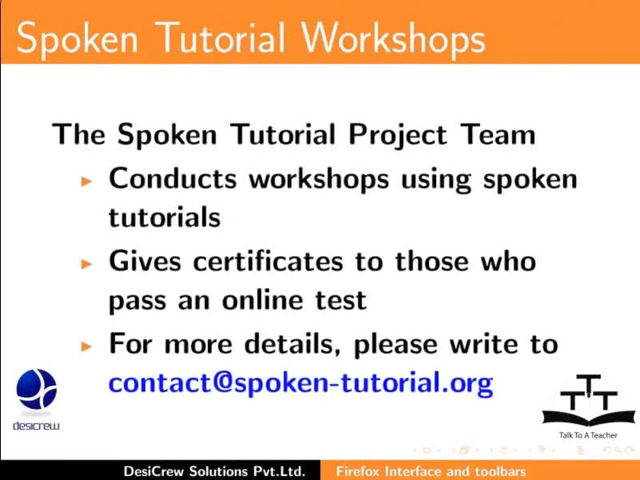 Spoken Tutorial Workshops
The Spoken Tutorial Project Team
Conducts workshops using spoken
tutorials
Gives certificates to those who
pass an online test
For more details, please write to
contact@spoken-tutorial.org
desicrew
TTT
Talk To A Teacher
DesiCrew Solutions Pvt.Ltd.
Firefox Interface and toolbars